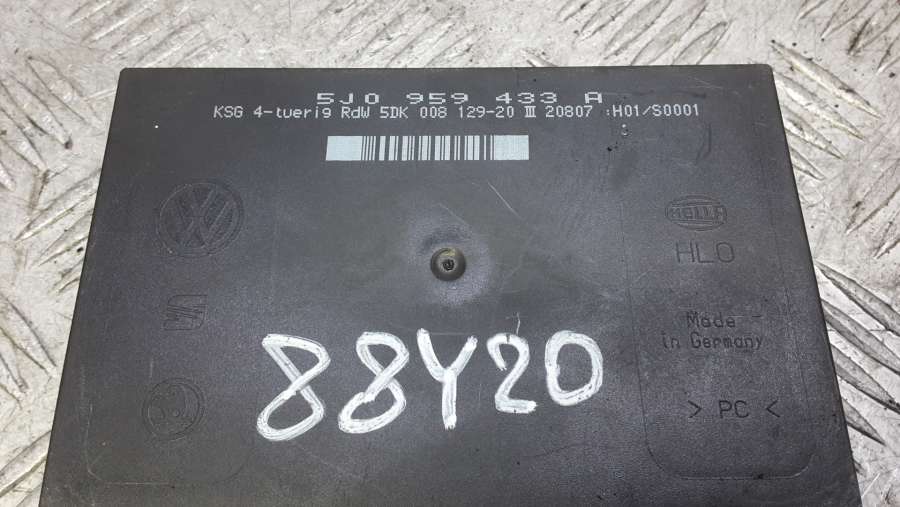 5J0 959 433 A
KSG 4-tuerig RdW 5DK 008 129-20 III 20807 :H01/S0001
HELLA
HLO
Made
in Germany
> PC <
88Y20